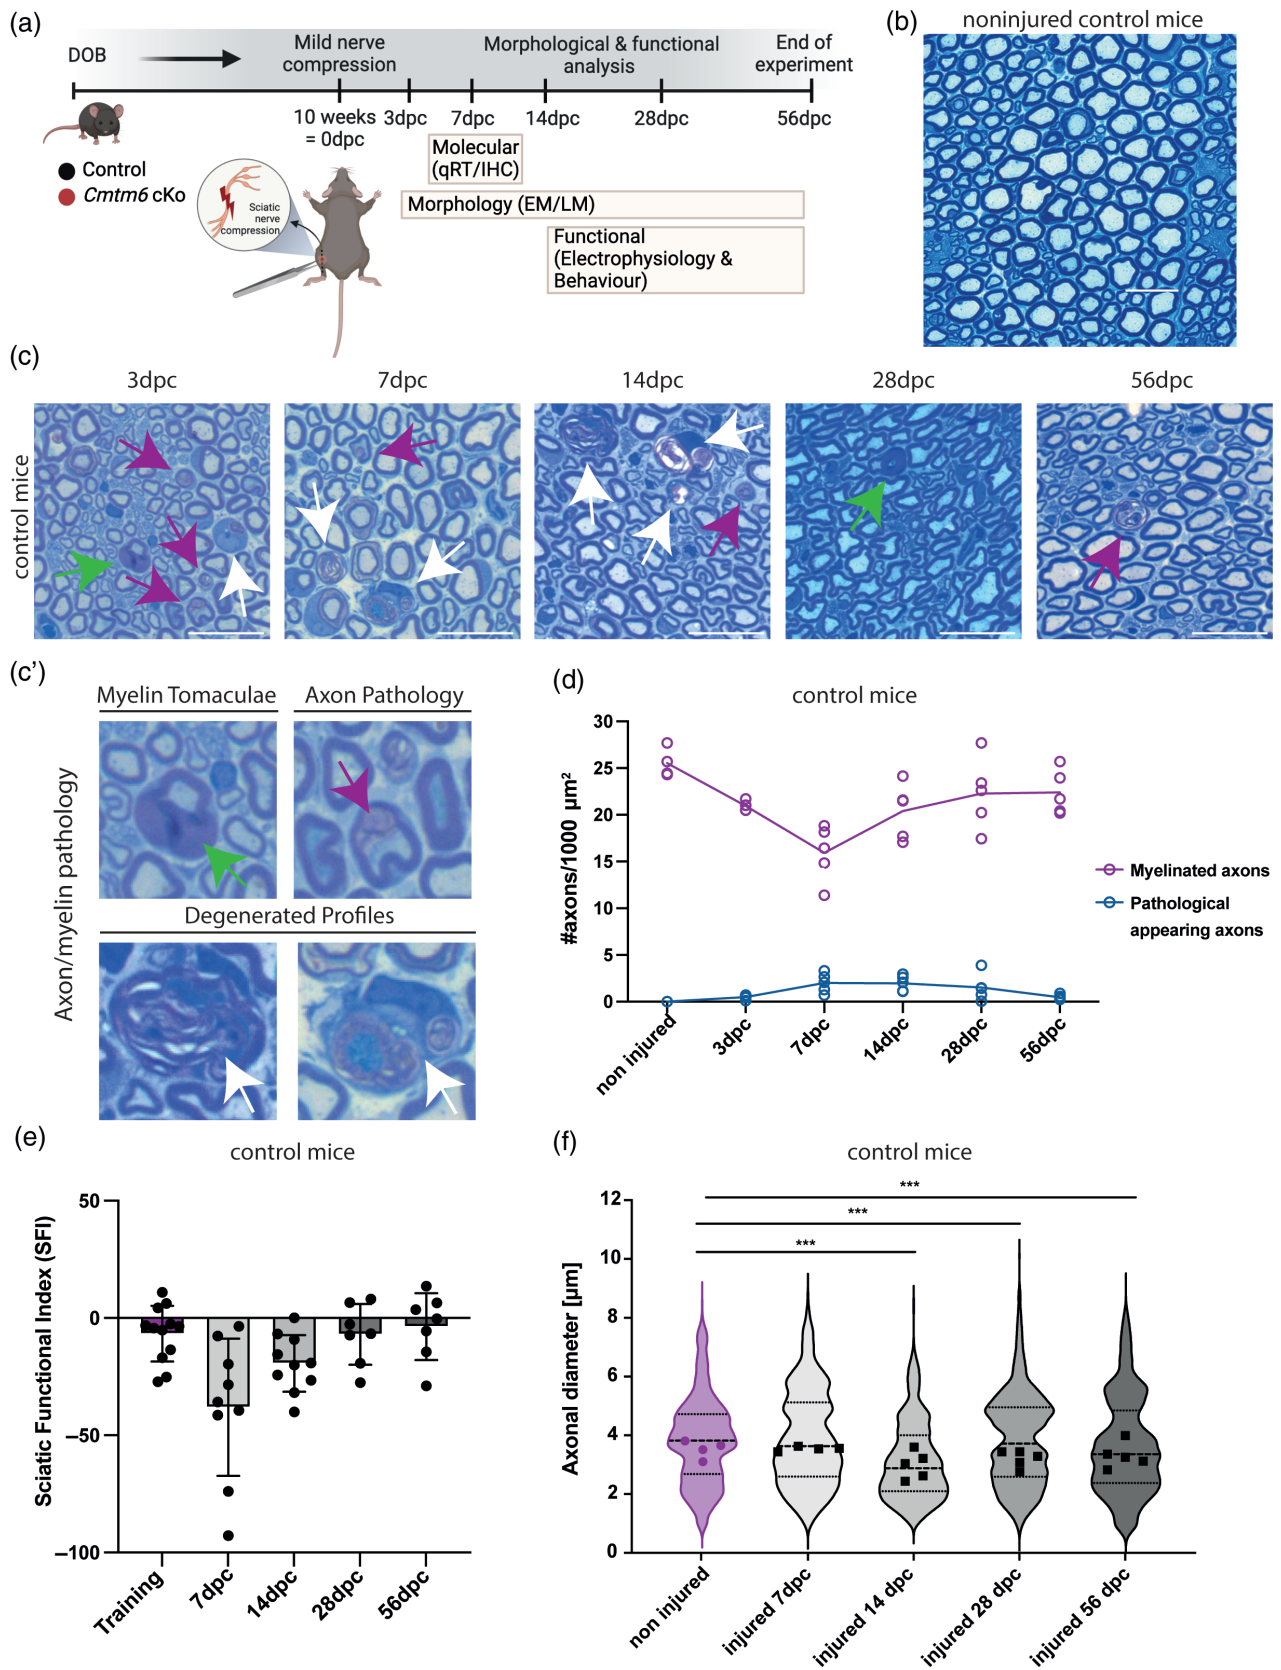 (a)
DOB
Mild nerve
compression
Morphological & functional
analysis
End of
experiment
10 weeks
= 0dpc
3dpc
7dpc
14dpc
28dpc
56dpc
Control
Cmtm6 cKo
Sciatic
nerve
compression
Molecular
(qRT/IHC)
Morphology (EM/LM)
Functional
(Electrophysiology &
Behaviour)
(b)
noninjured control mice
(c)
3dpc
7dpc
14dpc
28dpc
56dpc
control mice
(c’)
Myelin Tomaculae
Axon Pathology
Axon/myelin pathology
Degenerated Profiles
(d)
control mice
#axons/1000 µm²
30
25
20
15
10
5
0
non injured
3dpc
7dpc
14dpc
28dpc
56dpc
Myelinated axons
Pathological
appearing axons
(e)
control mice
Sciatic Functional Index (SFI)
50
0
–50
–100
Training
7dpc
14dpc
28dpc
56dpc
(f)
control mice
Axonal diameter [µm]
12
10
8
6
4
2
0
***
***
***
non injured
injured 7dpc
injured 14 dpc
injured 28 dpc
injured 56 dpc